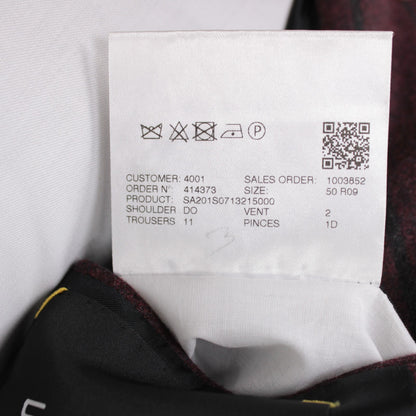 P
CUSTOMER: 4001 SALES ORDER: 1003852
ORDER N°: 414373 SIZE: 50 R09
PRODUCT: SA201S0713215000
SHOULDER DO VENT 2
TROUSERS 11 PINCES 1D
3
F